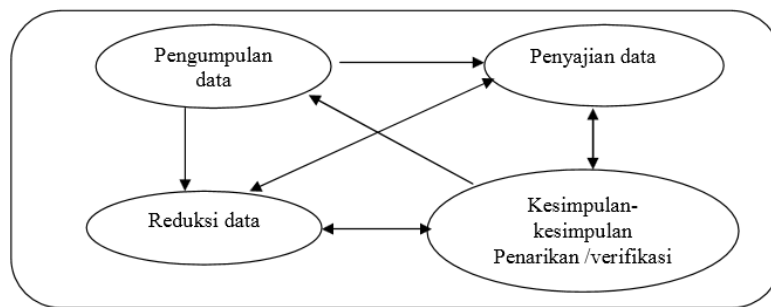 Pengumpulan
data
Penyajian data
Reduksi data
Kesimpulan-
kesimpulan
Penarikan /verifikasi